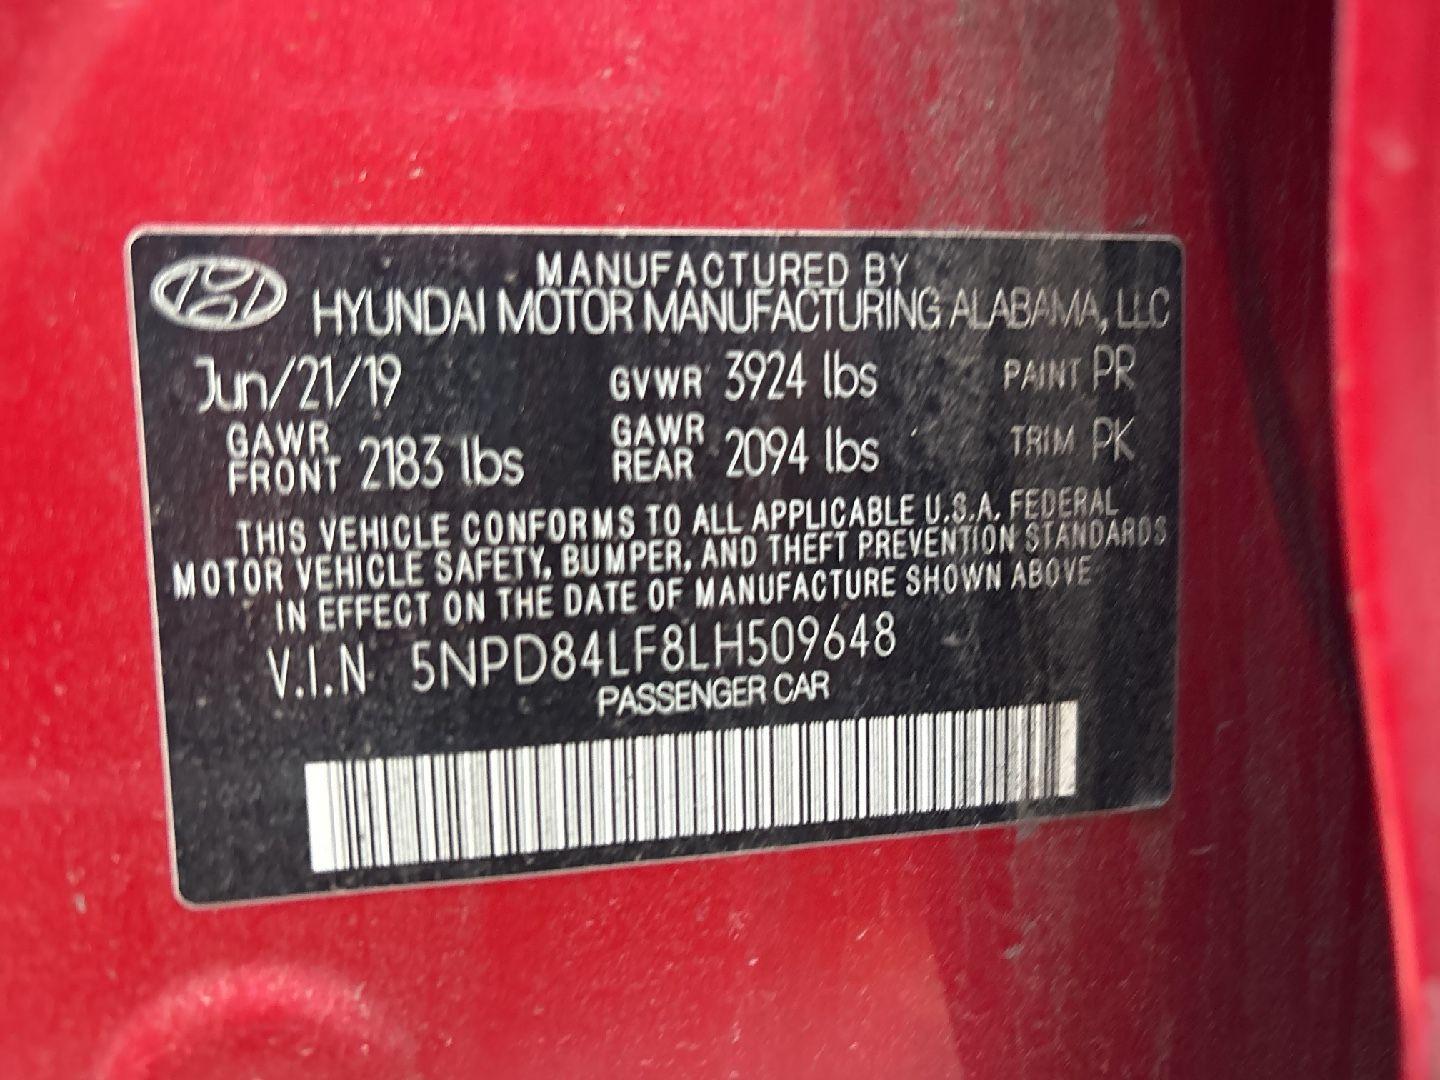 MANUFACTURED BY
HYUNDAI MOTOR MANUFACTURING ALABAMA, LLC
Jun/21/19 GVWR 3924 lbs PAINT PR
GAWR FRONT 2183 lbs GAWR REAR 2094 lbs TRIM PK
THIS VEHICLE CONFORMS TO ALL APPLICABLE U.S.A. FEDERAL
MOTOR VEHICLE SAFETY, BUMPER, AND THEFT PREVENTION STANDARDS
IN EFFECT ON THE DATE OF MANUFACTURE SHOWN ABOVE
V.I.N 5NPD84LF8LH509648
PASSENGER CAR